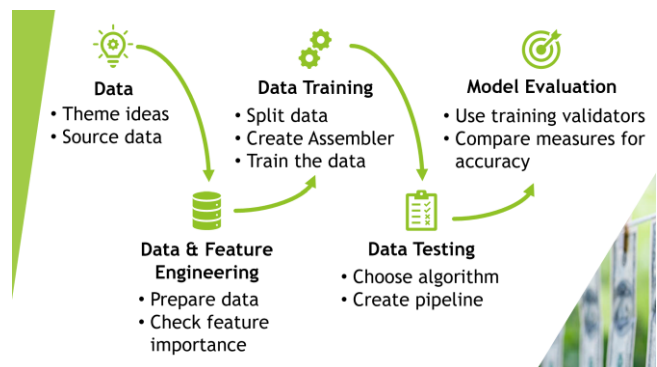 Data
• Theme ideas
• Source data
Data & Feature
Engineering
• Prepare data
• Check feature
importance
Data Training
• Split data
• Create Assembler
• Train the data
Data Testing
• Choose algorithm
• Create pipeline
Model Evaluation
• Use training validators
• Compare measures for
accuracy